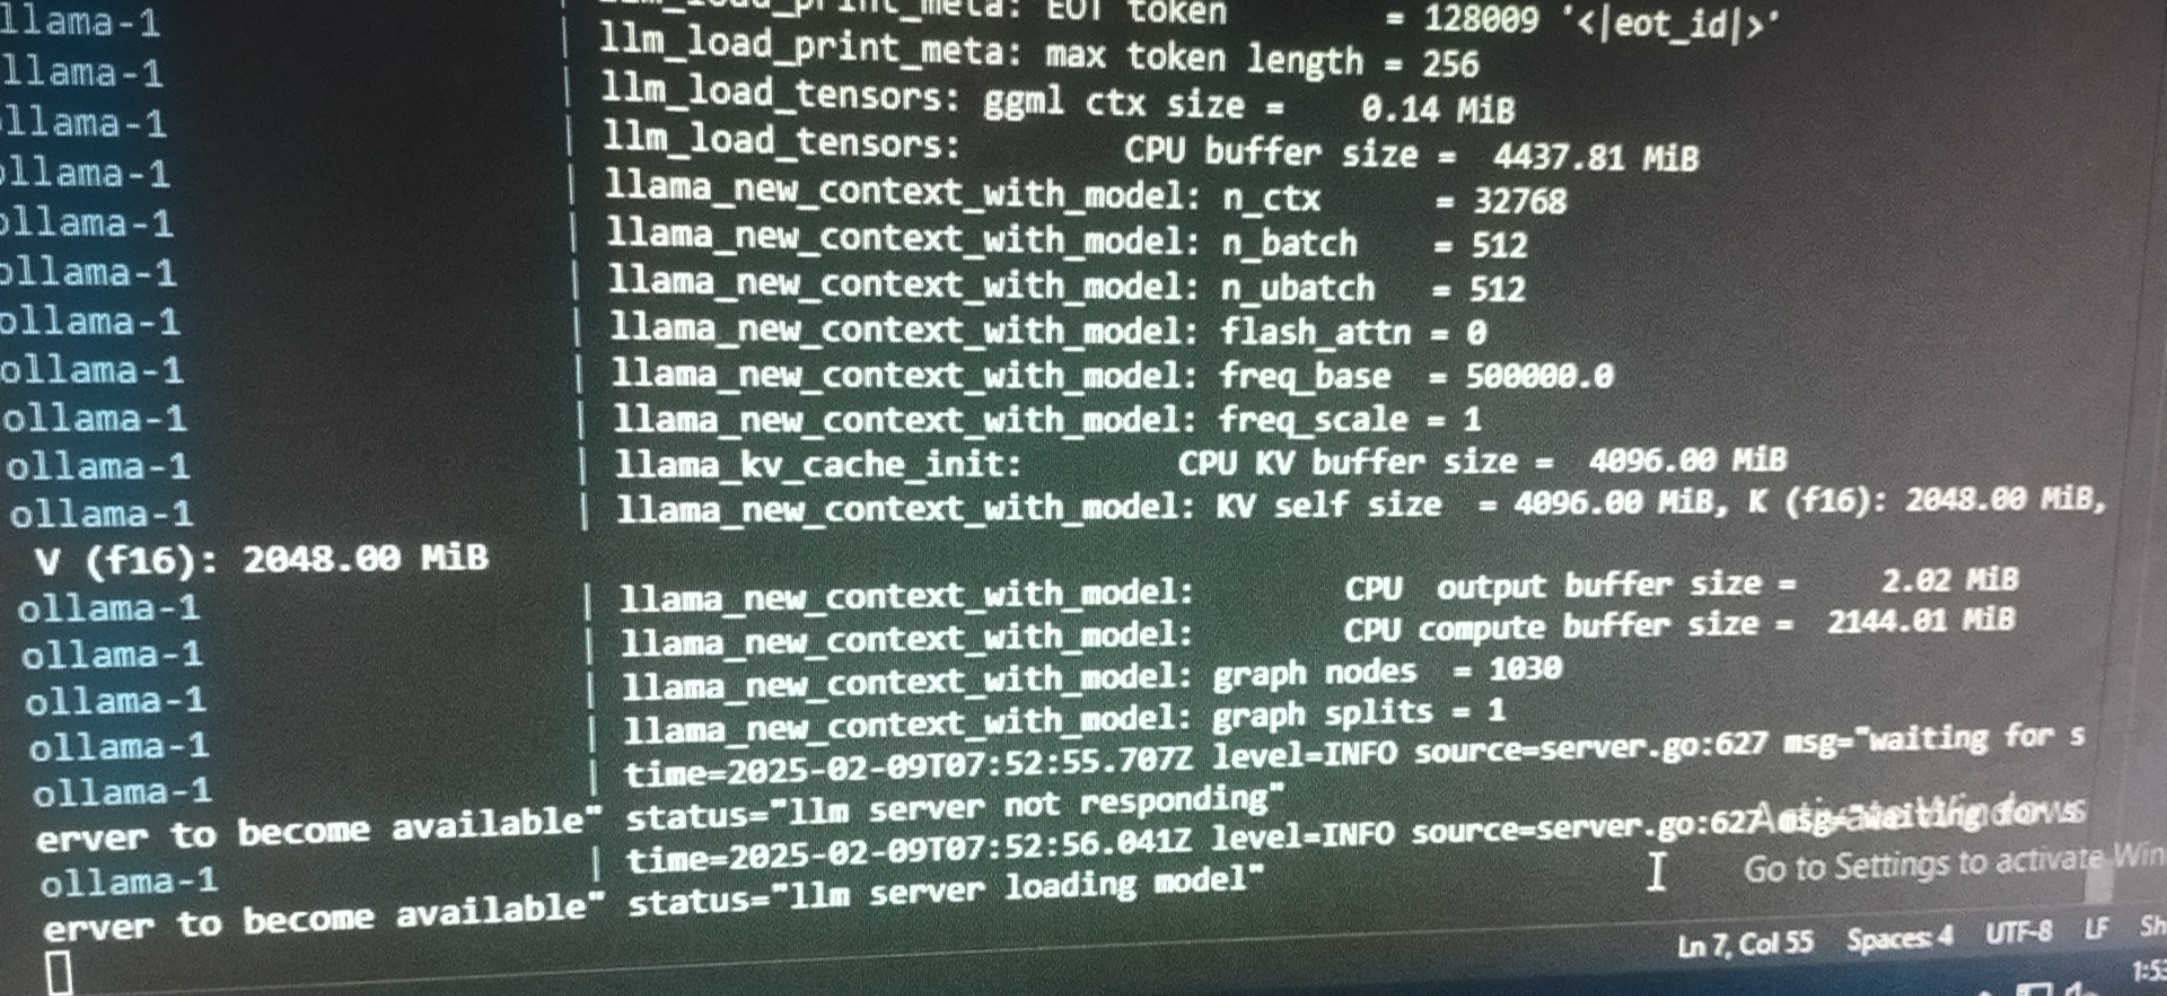 llama-1 | llm_load_print_meta: EOT token = 128009 '<|eot_id|>'
llama-1 | llm_load_print_meta: max token length = 256
llama-1 | llm_load_tensors: ggml ctx size = 0.14 MiB
ollama-1 | llm_load_tensors: CPU buffer size = 4437.81 MiB
ollama-1 | llama_new_context_with_model: n_ctx = 32768
ollama-1 | llama_new_context_with_model: n_batch = 512
ollama-1 | llama_new_context_with_model: n_ubatch = 512
ollama-1 | llama_new_context_with_model: flash_attn = 0
ollama-1 | llama_new_context_with_model: freq_base = 500000.0
ollama-1 | llama_new_context_with_model: freq_scale = 1
ollama-1 | llama_kv_cache_init: CPU KV buffer size = 4096.00 MiB
ollama-1 | llama_new_context_with_model: KV self size = 4096.00 MiB, K (f16): 2048.00 MiB,
V (f16): 2048.00 MiB
ollama-1 | llama_new_context_with_model: CPU output buffer size = 2.02 MiB
ollama-1 | llama_new_context_with_model: CPU compute buffer size = 2144.01 MiB
ollama-1 | llama_new_context_with_model: graph nodes = 1030
ollama-1 | llama_new_context_with_model: graph splits = 1
ollama-1 | time=2025-02-09T07:52:55.707Z level=INFO source=server.go:627 msg="waiting for s
erver to become available" status="llm server not responding"
ollama-1 | time=2025-02-09T07:52:56.041Z level=INFO source=server.go:627 msg="waiting for s
erver to become available" status="llm server loading model"
Activate Windows
Go to Settings to activate Win
Ln 7, Col 55 Spaces: 4 UTF-8 LF Sh
1:53